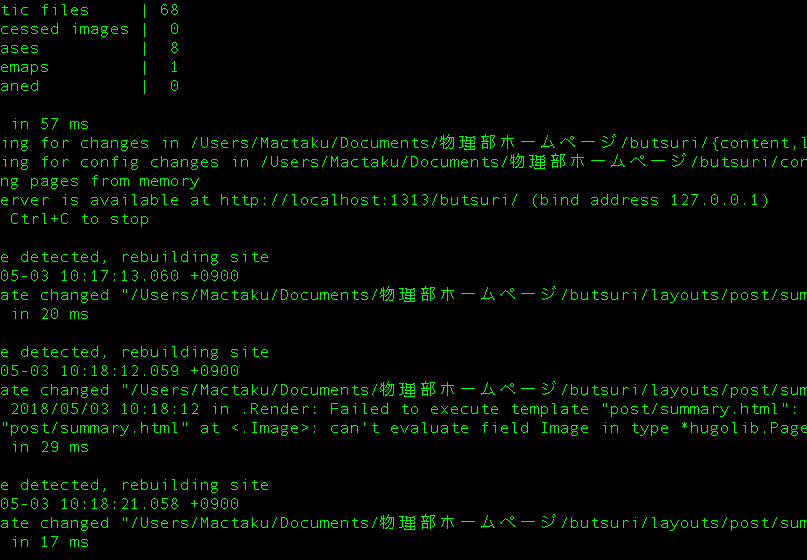 tic files     | 68
cessed images |  0
ases          |  8
emaps         |  1
aned          |  0
in 57 ms
ing for changes in /Users/Mactaku/Documents/物理部ホームページ/butsuri/{content,l
ing for config changes in /Users/Mactaku/Documents/物理部ホームページ/butsuri/con
ng pages from memory
erver is available at http://localhost:1313/butsuri/ (bind address 127.0.0.1)
Ctrl+C to stop
e detected, rebuilding site
05-03 10:17:13.060 +0900
ate changed "/Users/Mactaku/Documents/物理部ホームページ/butsuri/layouts/post/sum
in 20 ms
e detected, rebuilding site
05-03 10:18:12.059 +0900
ate changed "/Users/Mactaku/Documents/物理部ホームページ/butsuri/layouts/post/sum
2018/05/03 10:18:12 in .Render: Failed to execute template "post/summary.html":
"post/summary.html" at <.Image>: can't evaluate field Image in type *hugolib.Page
in 29 ms
e detected, rebuilding site
05-03 10:18:21.058 +0900
ate changed "/Users/Mactaku/Documents/物理部ホームページ/butsuri/layouts/post/sum
in 17 ms